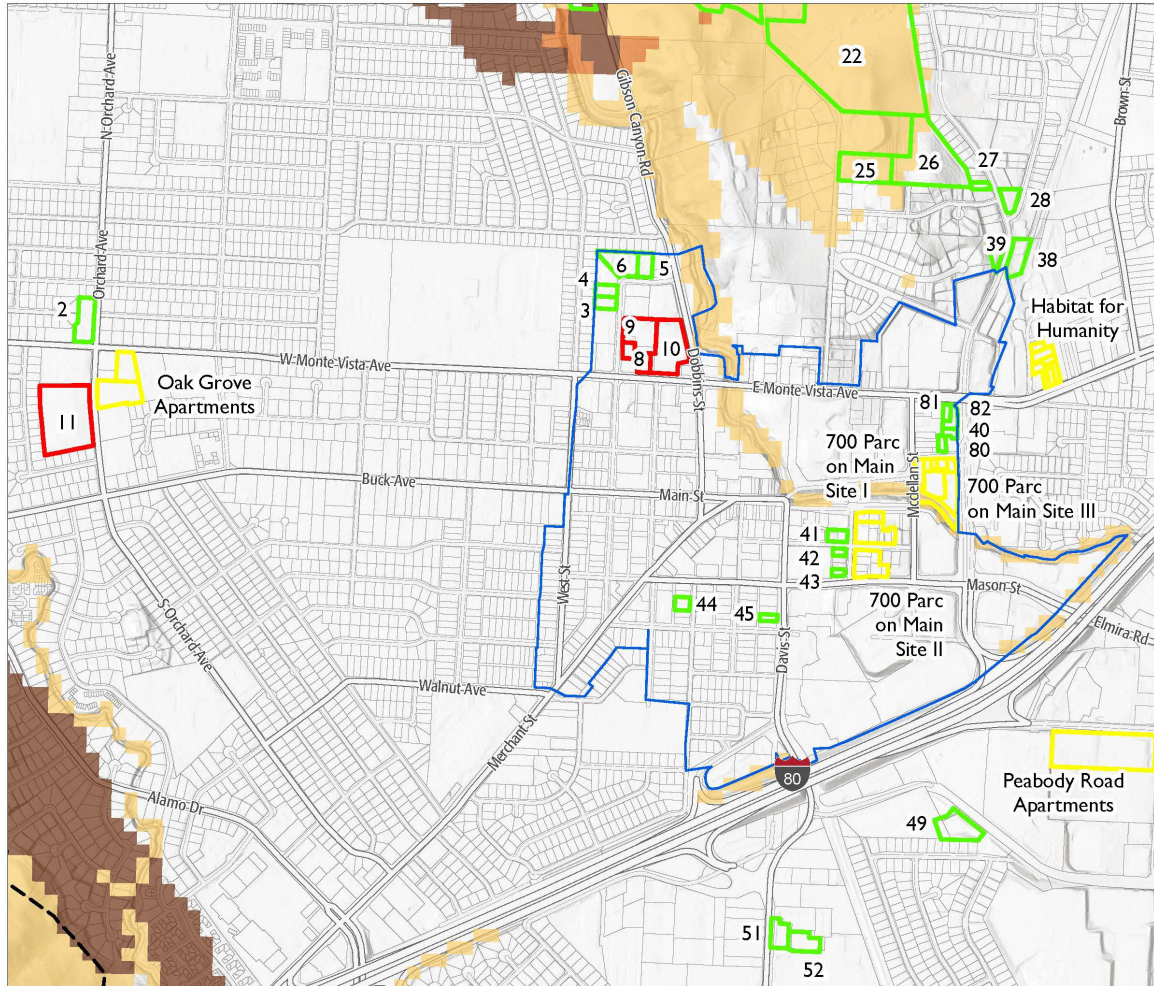 22
N Orchard Ave
Gibson Canyon Rd
Brown St
27
25
26
28
39
38
4
6
5
3
2
Orchard Ave
9
8
10
Habitat for
Humanity
W Monte Vista Ave
Dobbins St
E Monte Vista Ave
Oak Grove
Apartments
11
81
82
40
80
700 Parc
on Main
Site I
Mcclellan St
Buck Ave
Main St
700 Parc
on Main Site III
41
42
43
West St
Mason St
700 Parc
on Main
Site II
44
45
Davis St
Elmira Rd
S Orchard Ave
Walnut Ave
Merchant St
80
Peabody Road
Apartments
Alamo Dr
49
51
52